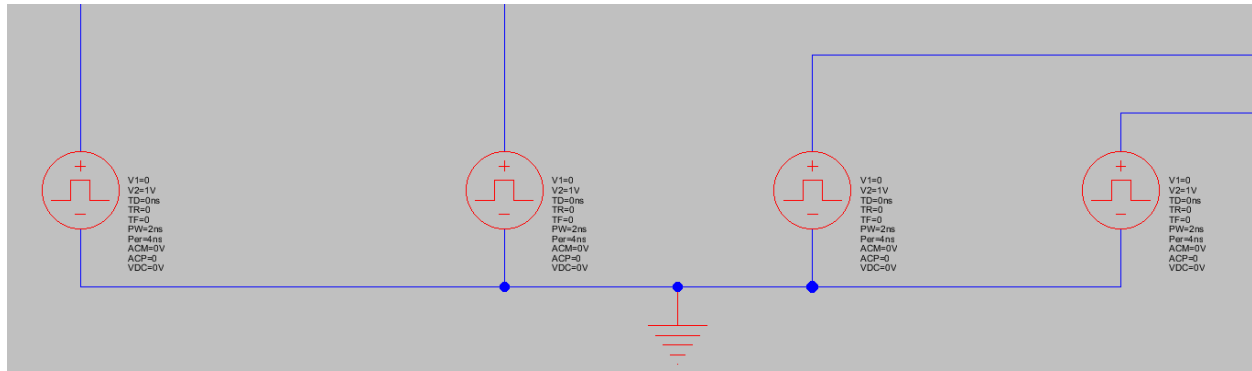 V1=0
V2=1V
TD=0ns
TR=0
TF=0
PW=2ns
Per=4ns
ACM=0V
ACP=0
VDC=0V
V1=0
V2=1V
TD=0ns
TR=0
TF=0
PW=2ns
Per=4ns
ACM=0V
ACP=0
VDC=0V
V1=0
V2=1V
TD=0ns
TR=0
TF=0
PW=2ns
Per=4ns
ACM=0V
ACP=0
VDC=0V
V1=0
V2=1V
TD=0ns
TR=0
TF=0
PW=2ns
Per=4ns
ACM=0V
ACP=0
VDC=0V